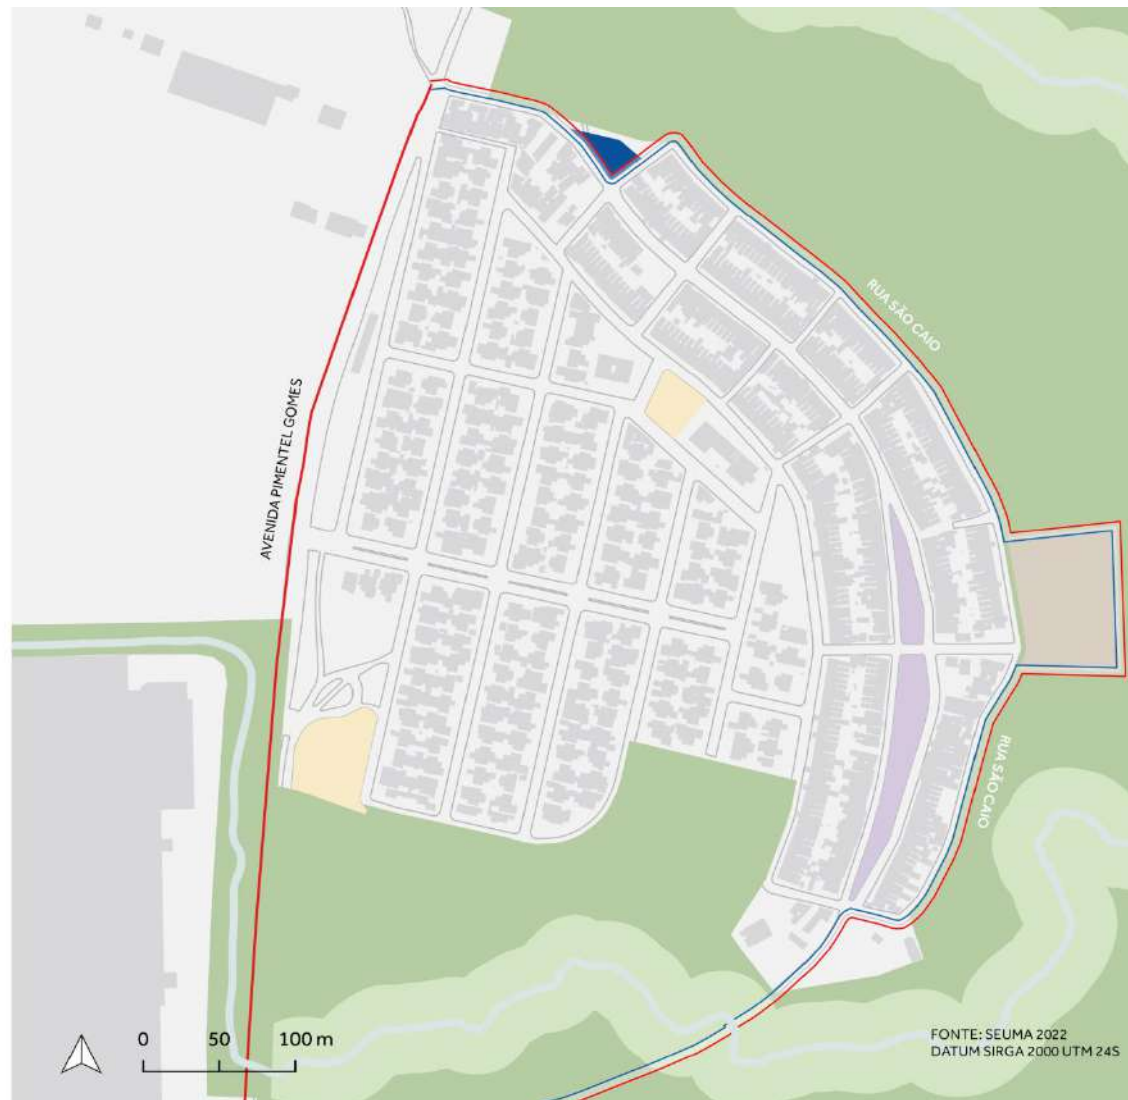 RUA SÃO CAIO
AVENIDA PIMENTEL GOMES
RUA SÃO CAIO
0 50 100 m
FONTE: SEUMA 2022
DATUM SIRGA 2000 UTM 24S